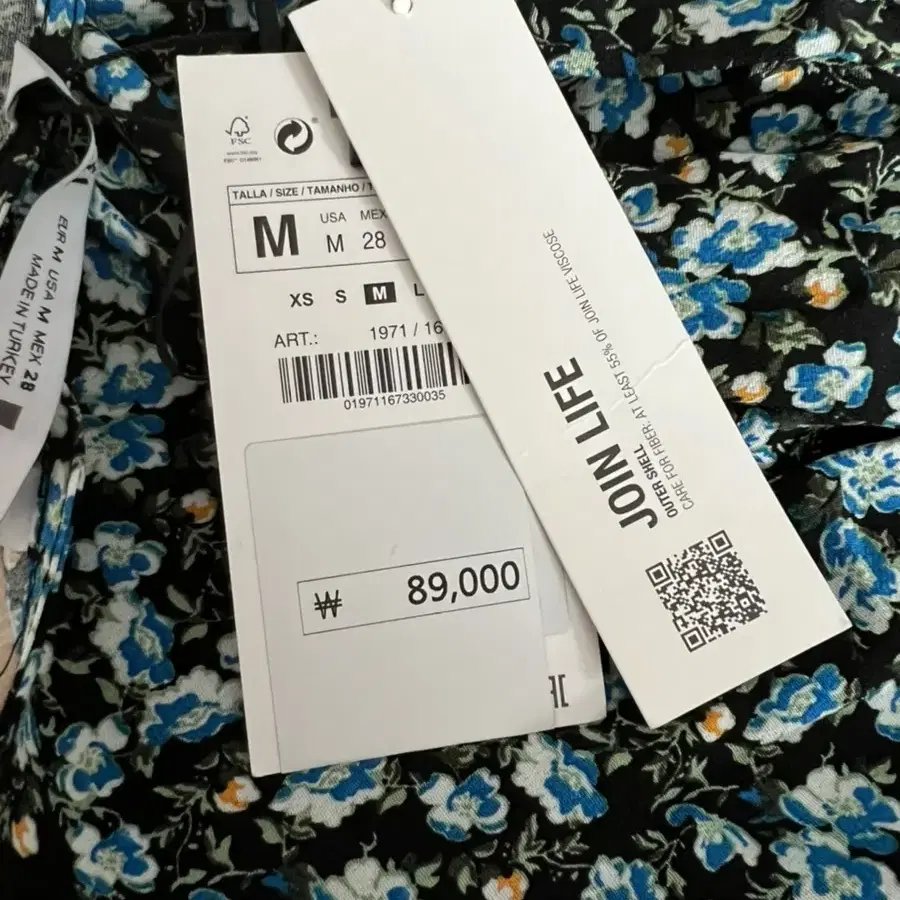 FSC
TALLA / SIZE / TAMANHO /
M
USA MEX
M 28
XS S M L
ART.: 1971 / 16
01971167330035
₩ 89,000
JOIN LIFE
OUTER SHELL
CARE FOR FIBER: AT LEAST 55% OF JOIN LIFE VISCOSE
EUR M USA M MEX 28
MADE IN TURKEY